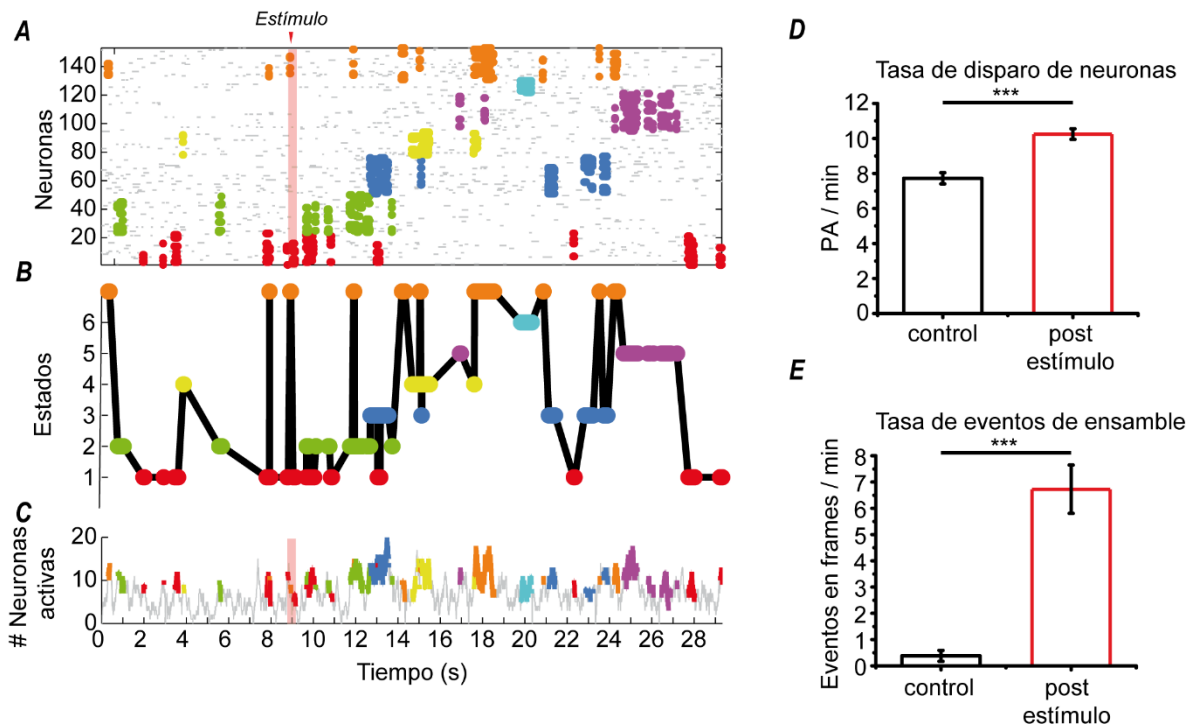 A
Estímulo
Neuronas
140
120
100
80
60
40
20
B
Estados
6
5
4
3
2
1
C
# Neuronas
activas
20
10
0
0 2 4 6 8 10 12 14 16 18 20 22 24 26 28
Tiempo (s)
D
Tasa de disparo de neuronas
***
PA / min
12
10
8
6
4
2
0
control
post
estímulo
E
Tasa de eventos de ensamble
***
Eventos en frames / min
8
7
6
5
4
3
2
1
0
control
post
estímulo